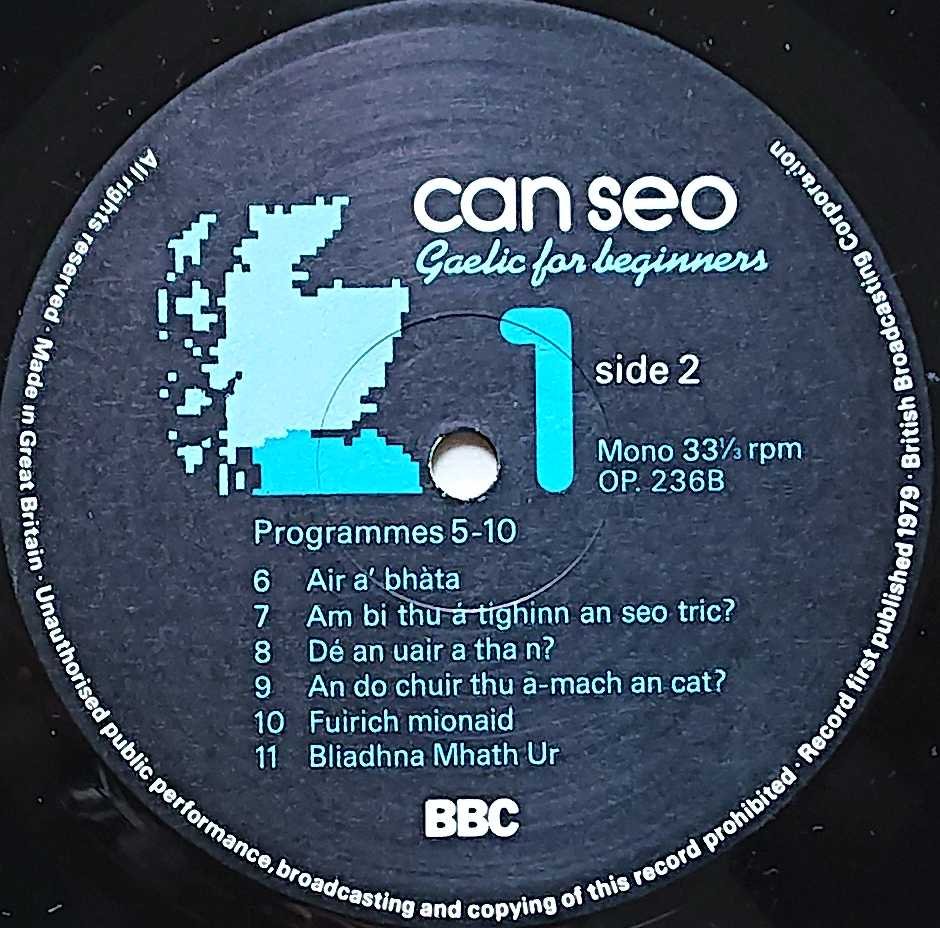 can seo
Gaelic for beginners
1
side 2
Mono 33⅓ rpm
OP. 236B
Programmes 5-10
6 Air a' bhàta
7 Am bi thu á tighinn an seo tric?
8 Dé an uair a tha n?
9 An do chuir thu a-mach an cat?
10 Fuirich mionaid
11 Bliadhna Mhath Ur
BBC
All rights reserved · Made in Great Britain · Unauthorised public performance, broadcasting and copying of this record prohibited · Record first published 1979 · British Broadcasting Corporation